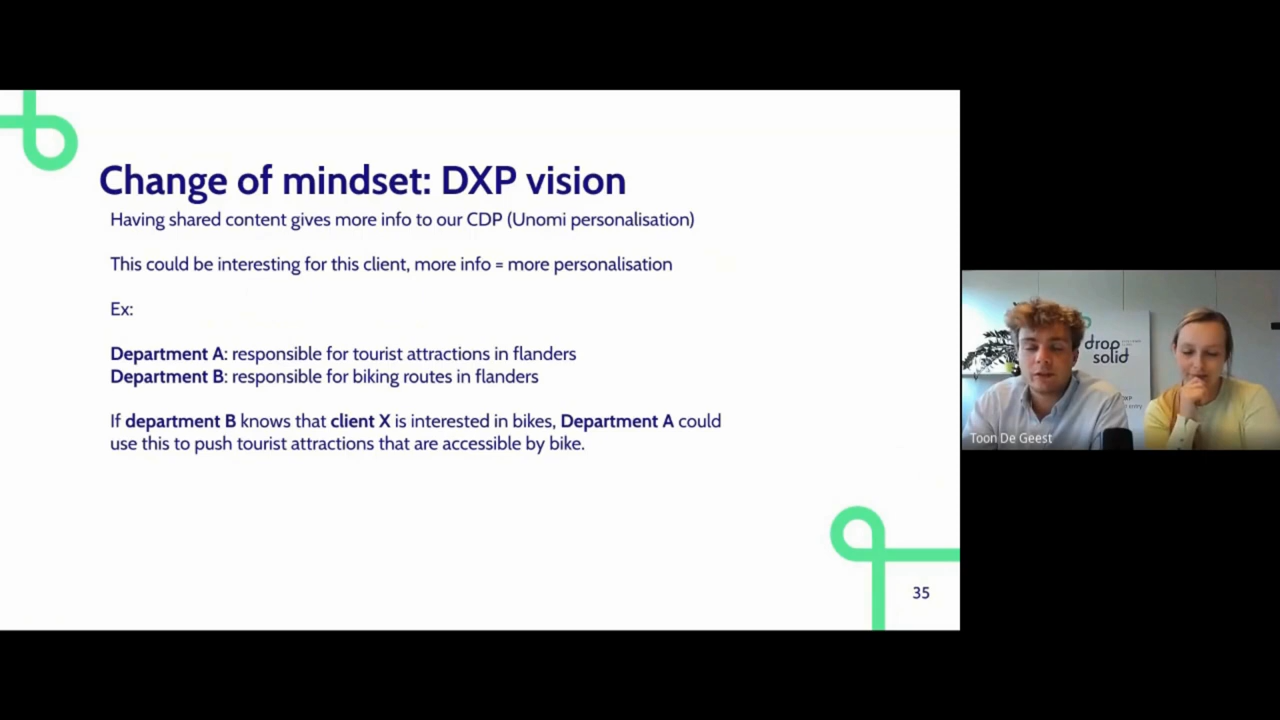 Change of mindset: DXP vision
Having shared content gives more info to our CDP (Unomi personalisation)
This could be interesting for this client, more info = more personalisation
Ex:
Department A: responsible for tourist attractions in flanders
Department B: responsible for biking routes in flanders
If department B knows that client X is interested in bikes, Department A could
use this to push tourist attractions that are accessible by bike.
35
drop
solid
Toon De Geest